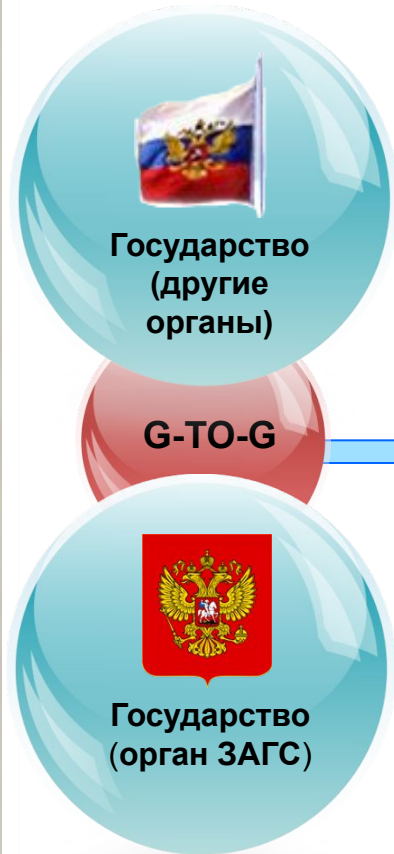 Государство
(другие
органы)
G-TO-G
Государство
(орган ЗАГС)